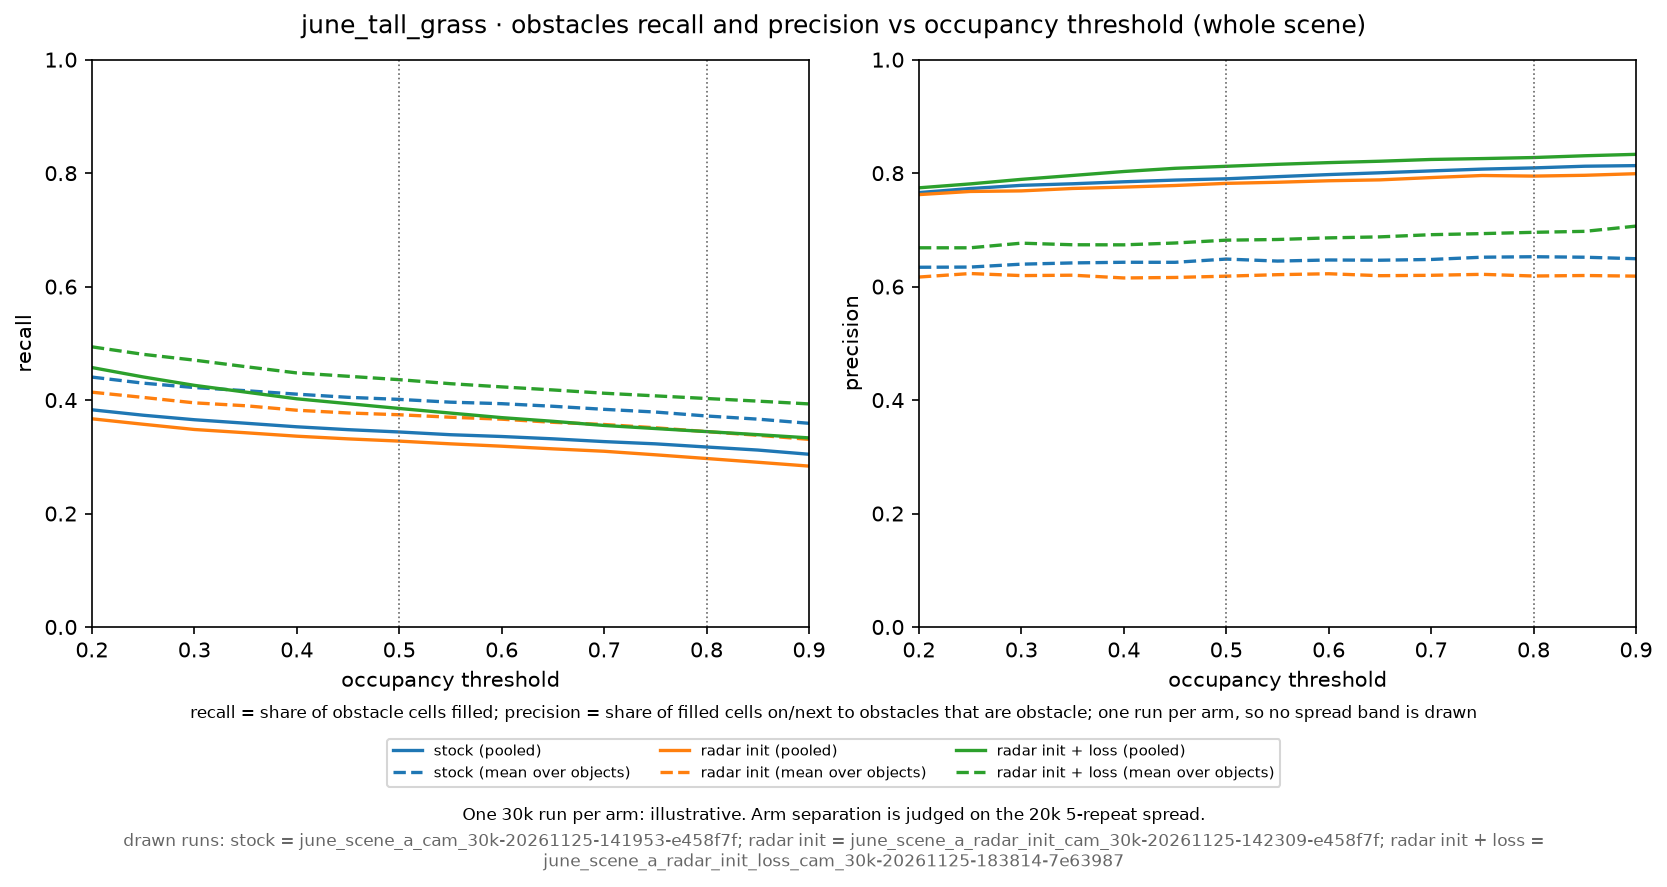 june_tall_grass · obstacles recall and precision vs occupancy threshold (whole scene)
recall
1.0
0.8
0.6
0.4
0.2
0.0
0.2 0.3 0.4 0.5 0.6 0.7 0.8 0.9
occupancy threshold
precision
1.0
0.8
0.6
0.4
0.2
0.0
0.2 0.3 0.4 0.5 0.6 0.7 0.8 0.9
occupancy threshold
recall = share of obstacle cells filled; precision = share of filled cells on/next to obstacles that are obstacle; one run per arm, so no spread band is drawn
stock (pooled) radar init (pooled) radar init + loss (pooled)
stock (mean over objects) radar init (mean over objects) radar init + loss (mean over objects)
One 30k run per arm: illustrative. Arm separation is judged on the 20k 5-repeat spread.
drawn runs: stock = june_scene_a_cam_30k-20261125-141953-e458f7f; radar init = june_scene_a_radar_init_cam_30k-20261125-142309-e458f7f; radar init + loss =
june_scene_a_radar_init_loss_cam_30k-20261125-183814-7e63987